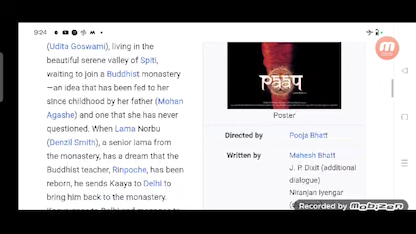 9:24
(Udita Goswami), living in the
beautiful serene valley of Spiti,
waiting to join a Buddhist monastery
—an idea that has been fed to her
since childhood by her father (Mohan
Agashe) and one that she has never
questioned. When Lama Norbu
(Denzil Smith), a senior lama from
the monastery, has a dream that the
Buddhist teacher, Rinpoche, has been
reborn, he sends Kaaya to Delhi to
bring him back to the monastery.
Poster
Directed by Pooja Bhatt
Written by Mahesh Bhatt
J. P. Dixit (additional
dialogue)
Niranjan Iyengar
Recorded by Mobizen